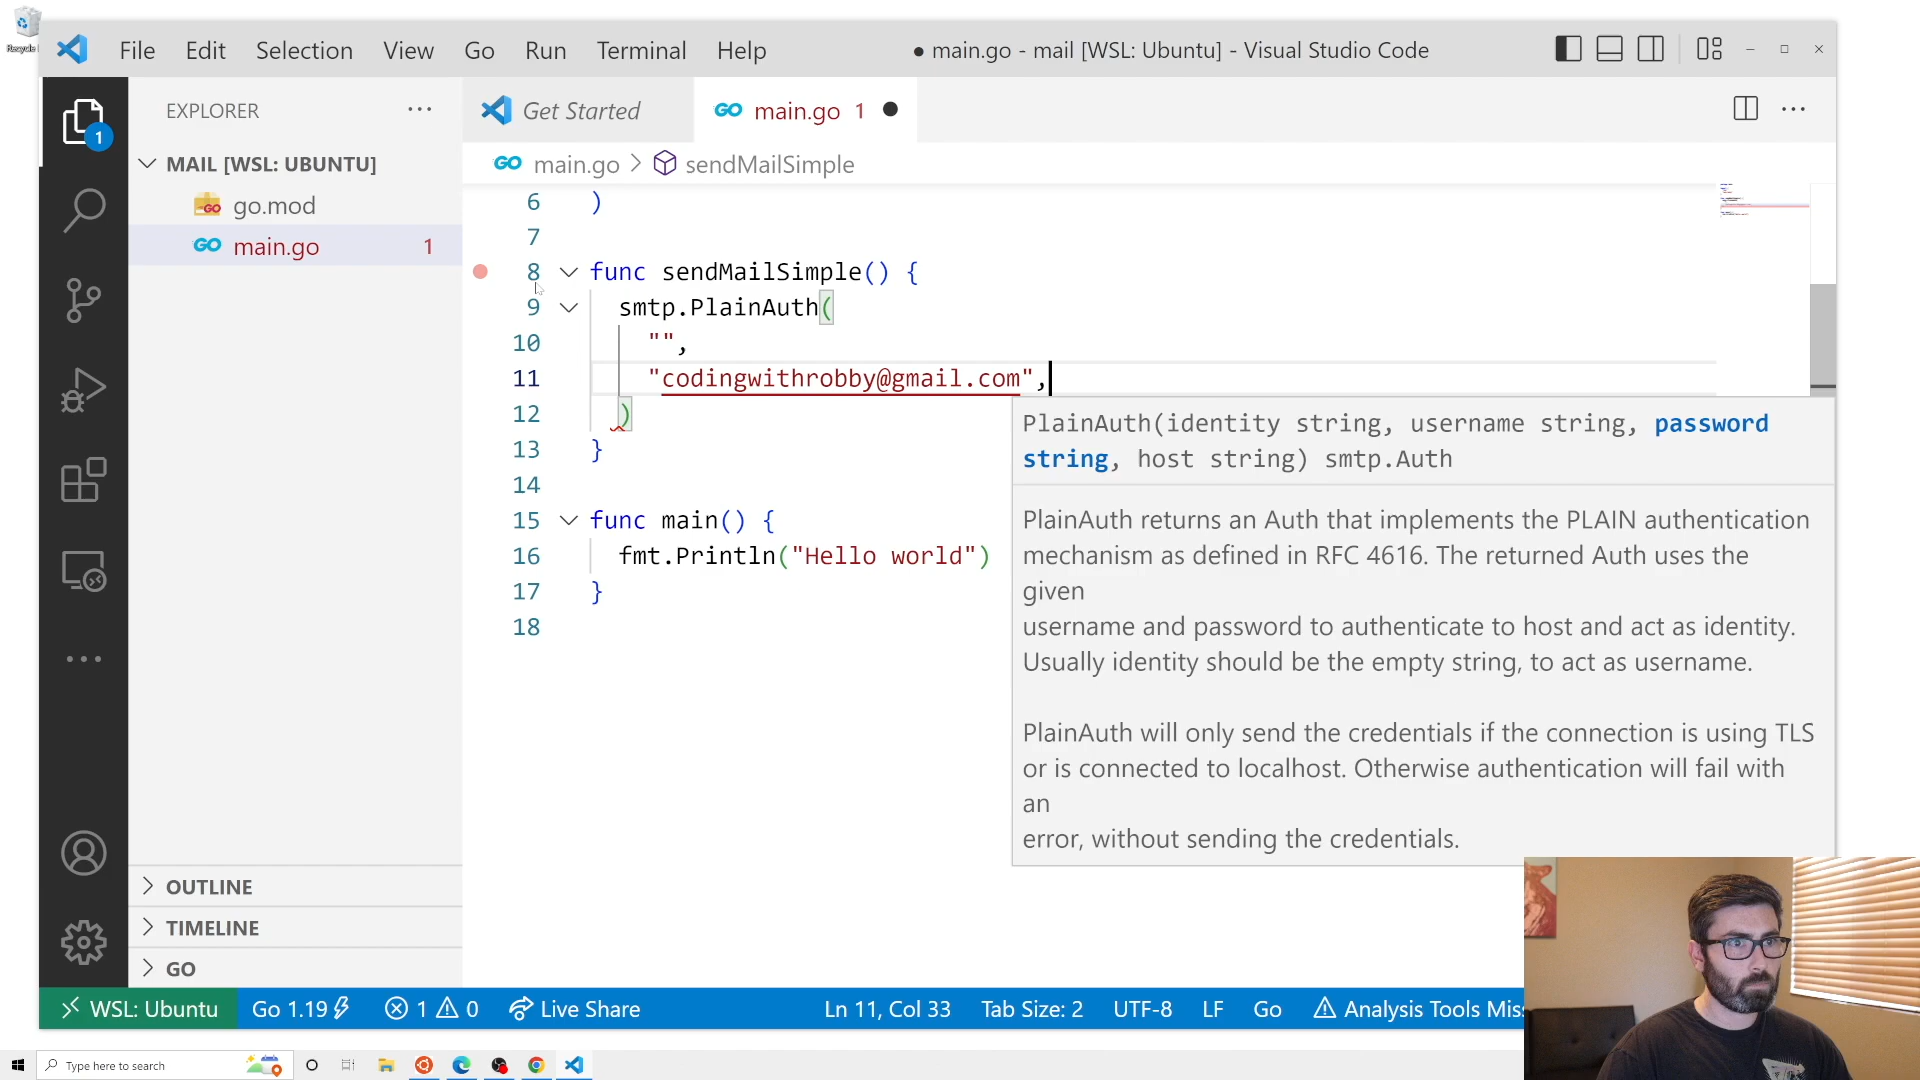 Recycle
File Edit Selection View Go Run Terminal Help
● main.go - mail [WSL: Ubuntu] - Visual Studio Code
EXPLORER
MAIL [WSL: UBUNTU]
go.mod
main.go 1
1
OUTLINE
TIMELINE
GO
Get Started
main.go 1
main.go > sendMailSimple
6 )
7
8 func sendMailSimple() {
9 smtp.PlainAuth(
10 "",
11 "codingwithrobby@gmail.com",
12 )
13 }
14
15 func main() {
16 fmt.Println("Hello world")
17 }
18
PlainAuth(identity string, username string, password
string, host string) smtp.Auth
PlainAuth returns an Auth that implements the PLAIN authentication
mechanism as defined in RFC 4616. The returned Auth uses the
given
username and password to authenticate to host and act as identity.
Usually identity should be the empty string, to act as username.
PlainAuth will only send the credentials if the connection is using TLS
or is connected to localhost. Otherwise authentication will fail with
an
error, without sending the credentials.
WSL: Ubuntu Go 1.19 1 0 Live Share Ln 11, Col 33 Tab Size: 2 UTF-8 LF Go Analysis Tools Mis
Type here to search